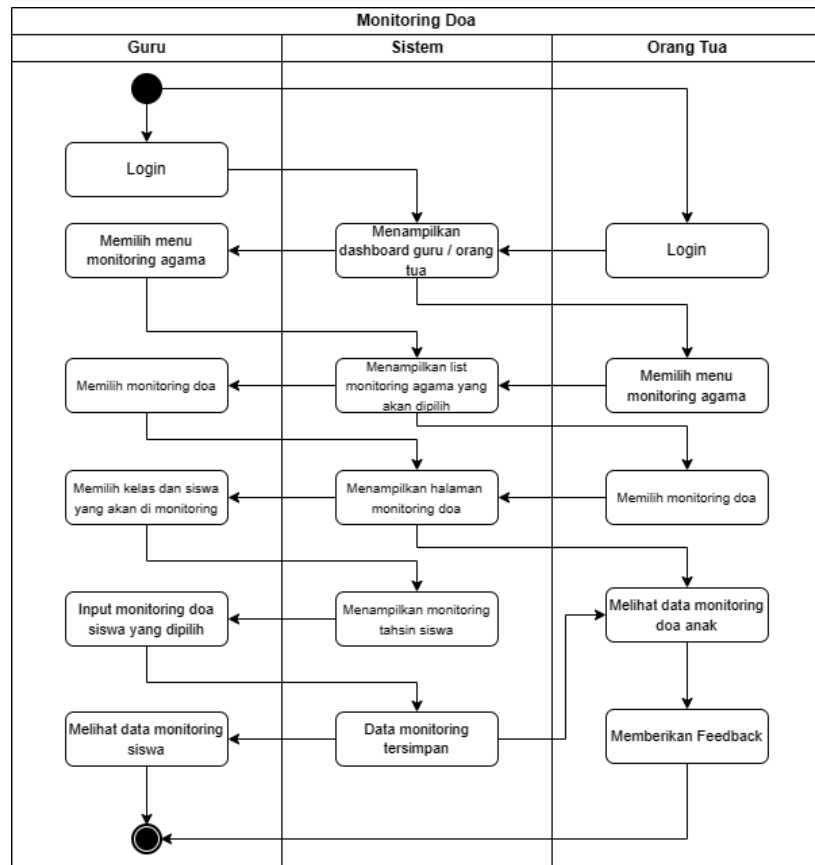 Monitoring Doa
Guru
Sistem
Orang Tua
Login
Memilih menu
monitoring agama
Menampilkan
dashboard guru / orang
tua
Login
Memilih monitoring doa
Menampilkan list
monitoring agama yang
akan dipilih
Memilih menu
monitoring agama
Memilih kelas dan siswa
yang akan di monitoring
Menampilkan halaman
monitoring doa
Memilih monitoring doa
Input monitoring doa
siswa yang dipilih
Menampilkan monitoring
tahsin siswa
Melihat data monitoring
doa anak
Melihat data monitoring
siswa
Data monitoring
tersimpan
Memberikan Feedback